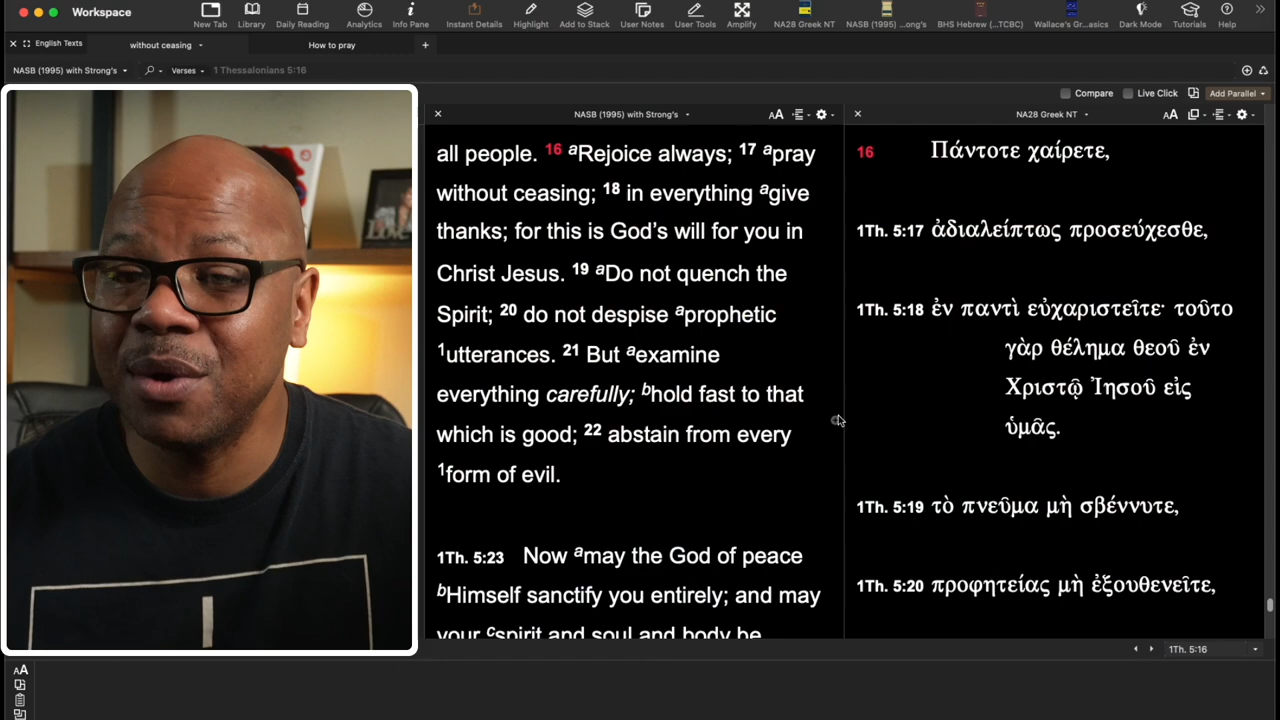 Workspace
New Tab
Library
Daily Reading
Analytics
Info Pane
Instant Details
Highlight
Add to Stack
User Notes
User Tools
Amplify
NA28 Greek NT
NASB (1995) ...ong's
BHS Hebrew (...TCBC)
Wallace's Gr...asics
Dark Mode
Tutorials
Help
English Texts
without ceasing
How to pray
NASB (1995) with Strong's
Verses
1 Thessalonians 5:16
Compare
Live Click
Add Parallel
NASB (1995) with Strong's
all people. 16 aRejoice always; 17 apray
without ceasing; 18 in everything agive
thanks; for this is God's will for you in
Christ Jesus. 19 aDo not quench the
Spirit; 20 do not despise aprophetic
1utterances. 21 But aexamine
everything carefully; bhold fast to that
which is good; 22 abstain from every
1form of evil.
1Th. 5:23 Now amay the God of peace
bHimself sanctify you entirely; and may
your cspirit and soul and body be
NA28 Greek NT
16 Πάντοτε χαίρετε,
1Th. 5:17 ἀδιαλείπτως προσεύχεσθε,
1Th. 5:18 ἐν παντὶ εὐχαριστεῖτε· τοῦτο
γὰρ θέλημα θεοῦ ἐν
Χριστῷ Ἰησοῦ εἰς
ὑμᾶς.
1Th. 5:19 τὸ πνεῦμα μὴ σβέννυτε,
1Th. 5:20 προφητείας μὴ ἐξουθενεῖτε,
1Th. 5:16